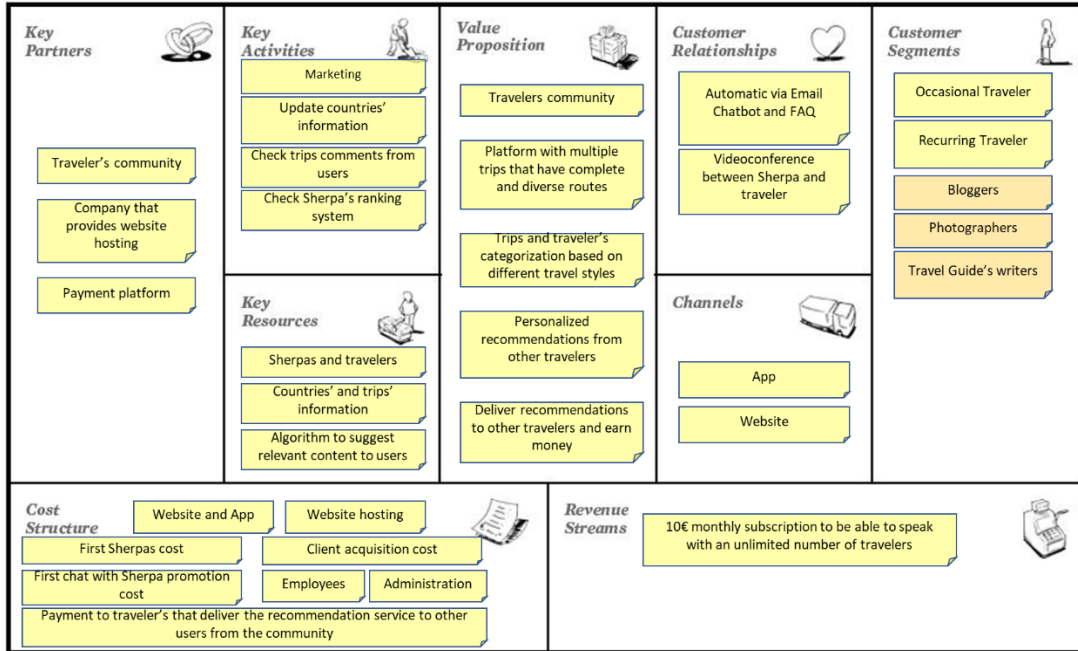 Key
Partners
Traveler's community
Company that
provides website
hosting
Payment platform
Key
Activities
Marketing
Update countries'
information
Check trips comments from
users
Check Sherpa's ranking
system
Key
Resources
Sherpas and travelers
Countries' and trips'
information
Algorithm to suggest
relevant content to users
Value
Proposition
Travelers community
Platform with multiple
trips that have complete
and diverse routes
Trips and traveler's
categorization based on
different travel styles
Personalized
recommendations from
other travelers
Deliver recommendations
to other travelers and earn
money
Customer
Relationships
Automatic via Email
Chatbot and FAQ
Videoconference
between Sherpa and
traveler
Channels
App
Website
Customer
Segments
Occasional Traveler
Recurring Traveler
Bloggers
Photographers
Travel Guide's writers
Cost
Structure
Website and App
Website hosting
First Sherpas cost
Client acquisition cost
First chat with Sherpa promotion
cost
Employees
Administration
Payment to traveler's that deliver the recommendation service to other
users from the community
Revenue
Streams
10€ monthly subscription to be able to speak
with an unlimited number of travelers